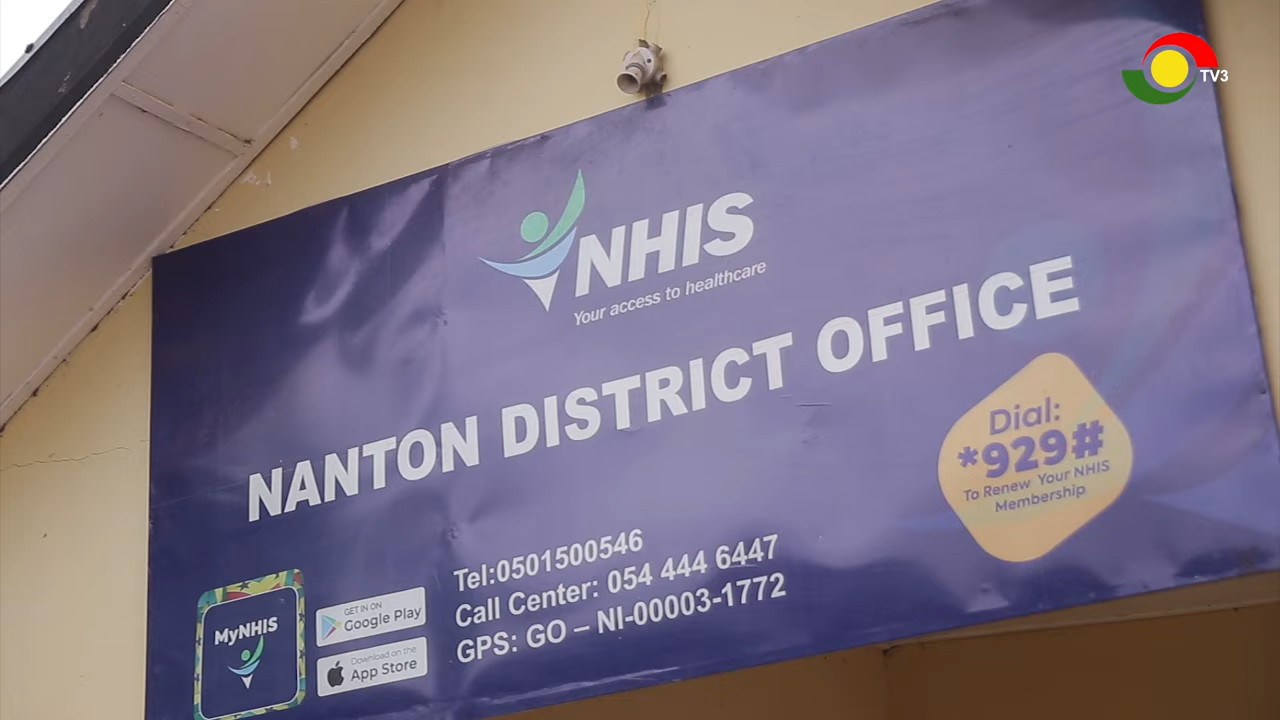 TV3
NHIS
Your access to healthcare
NANTON DISTRICT OFFICE
Dial:
*929#
To Renew Your NHIS
Membership
Tel:0501500546
Call Center: 054 444 6447
GPS: GO – NI-00003-1772
MyNHIS
GET IN ON
Google Play
Download on the
App Store